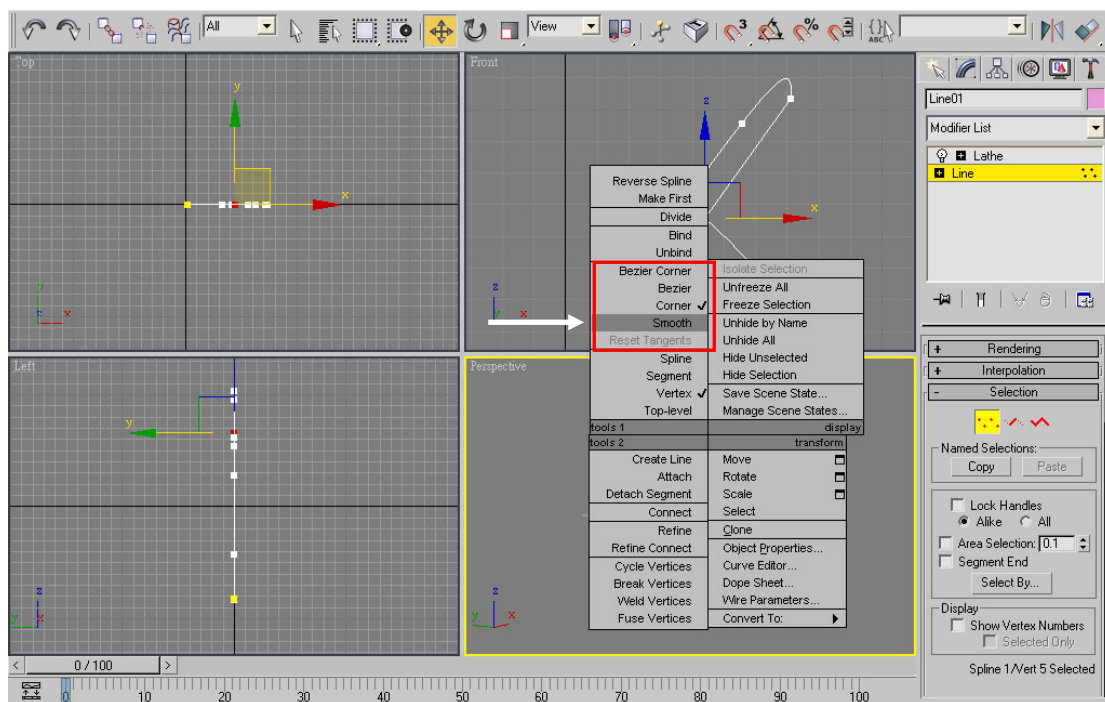 All
View
ABC
Top
y
x
z
x
Front
z
x
z
x
Left
y
z
y
x
Perspective
z
y
x
Reverse Spline
Make First
Divide
Bind
Unbind
Bezier Corner
Bezier
Corner
Smooth
Reset Tangents
Spline
Segment
Vertex
Top-level
tools 1
Isolate Selection
Unfreeze All
Freeze Selection
Unhide by Name
Unhide All
Hide Unselected
Hide Selection
Save Scene State...
Manage Scene States...
display
tools 2
Create Line
Attach
Detach Segment
Connect
Refine
Refine Connect
Cycle Vertices
Break Vertices
Weld Vertices
Fuse Vertices
transform
Move
Rotate
Scale
Select
Clone
Object Properties...
Curve Editor...
Dope Sheet...
Wire Parameters...
Convert To:
Line01
Modifier List
Lathe
Line
+ Rendering
+ Interpolation
- Selection
Named Selections:
Copy Paste
Lock Handles
Alike All
Area Selection: 0.1
Segment End
Select By...
Display
Show Vertex Numbers
Selected Only
Spline 1/Vert 5 Selected
< 0 / 100 >
0 10 20 30 40 50 60 70 80 90 100